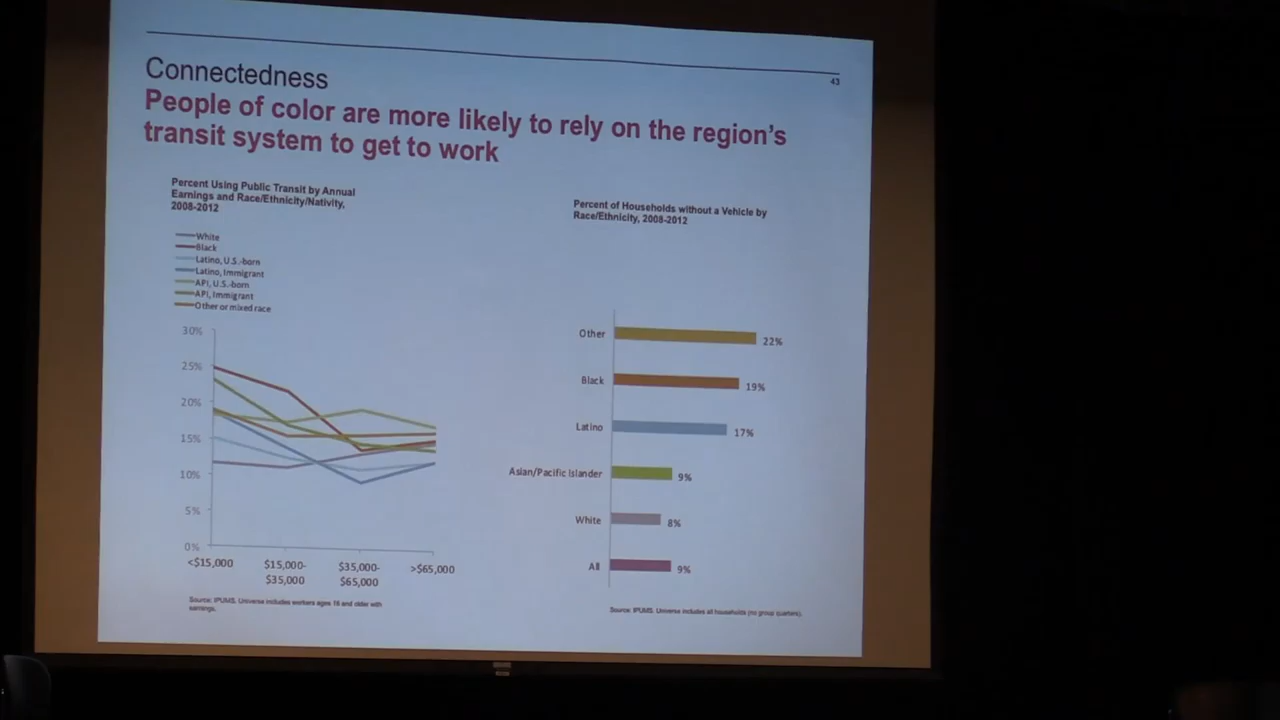 43
Connectedness
People of color are more likely to rely on the region's
transit system to get to work
Percent Using Public Transit by Annual
Earnings and Race/Ethnicity/Nativity,
2008-2012
White
Black
Latino, U.S.-born
Latino, Immigrant
API, U.S.-born
API, Immigrant
Other or mixed race
30%
25%
20%
15%
10%
5%
0%
<$15,000
$15,000-
$35,000
$35,000-
$65,000
>$65,000
Source: IPUMS. Universe includes workers ages 16 and older with
earnings.
Percent of Households without a Vehicle by
Race/Ethnicity, 2008-2012
Other 22%
Black 19%
Latino 17%
Asian/Pacific Islander 9%
White 8%
All 9%
Source: IPUMS. Universe includes all households (no group quarters).